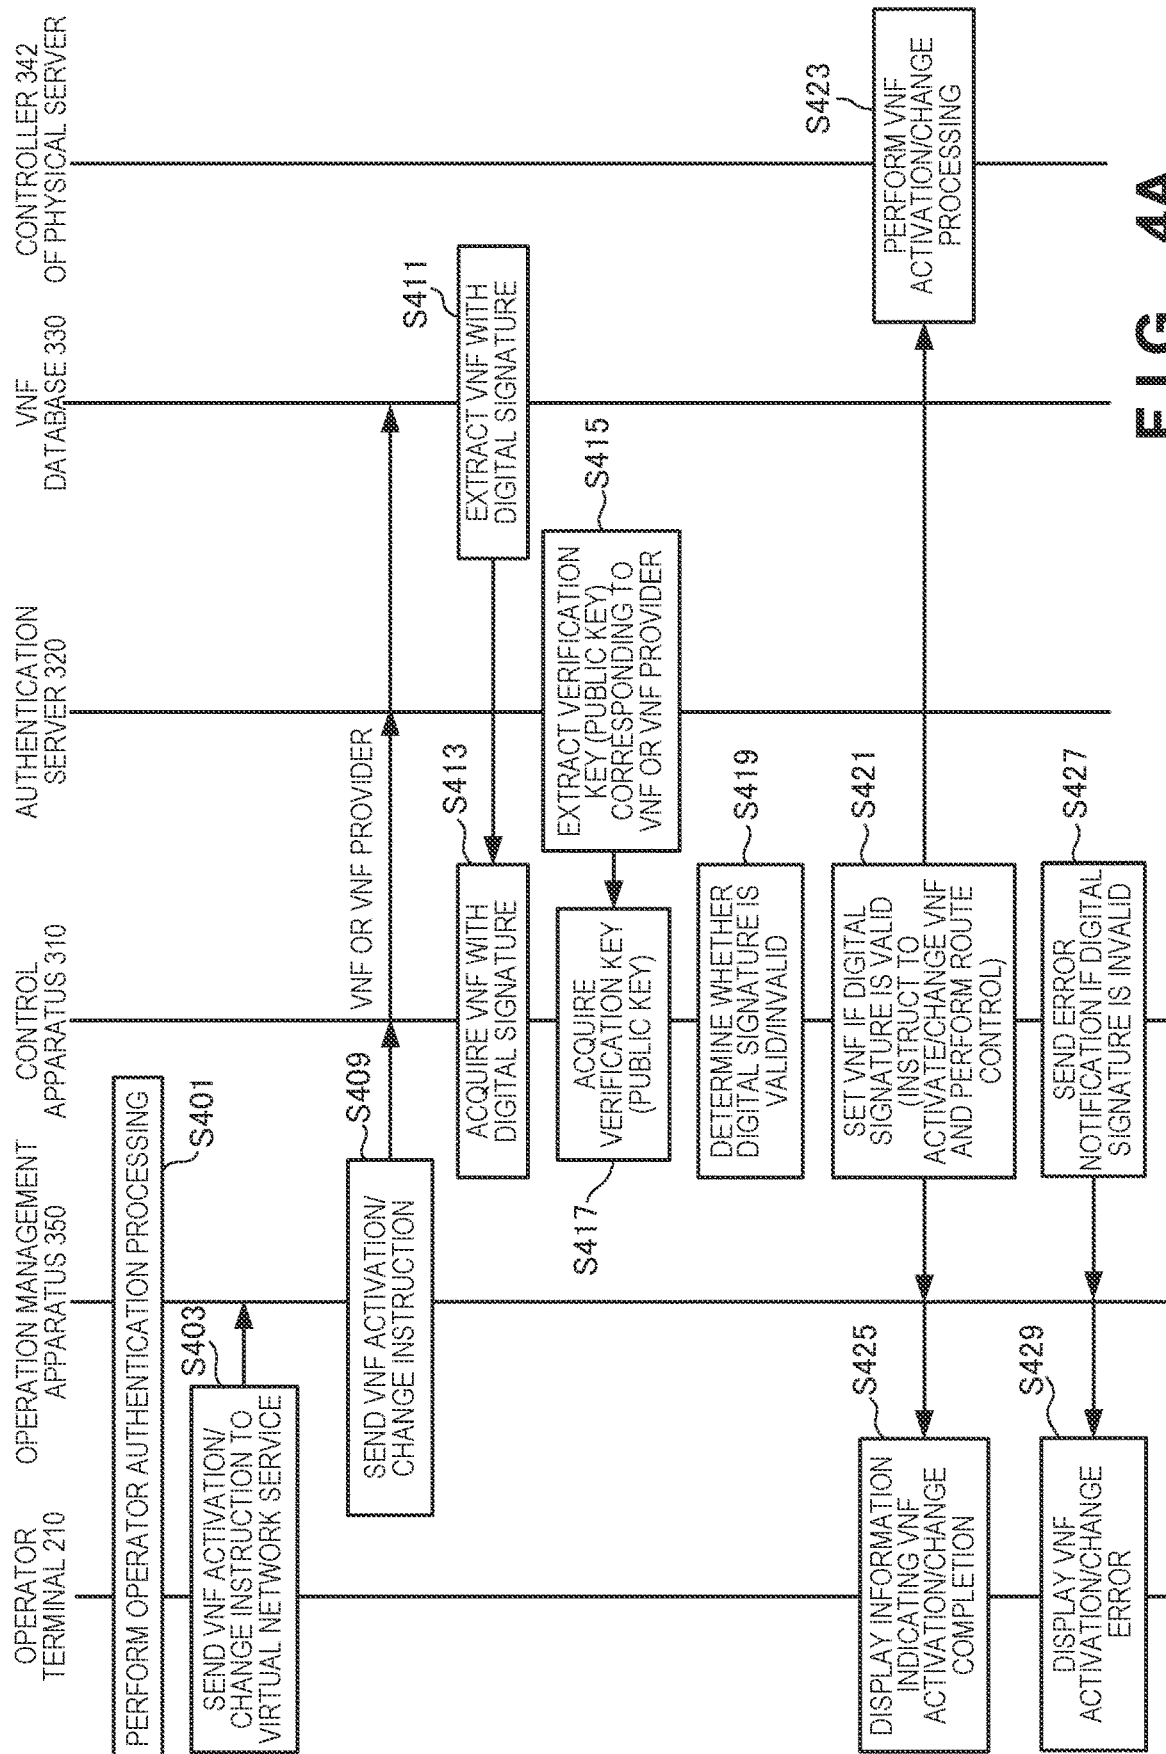 OPERATOR
TERMINAL 210
OPERATION MANAGEMENT
APPARATUS 350
CONTROL
APPARATUS 310
AUTHENTICATION
SERVER 320
VNF
DATABASE 330
CONTROLLER 342
OF PHYSICAL SERVER
PERFORM OPERATOR AUTHENTICATION PROCESSING
S401
S403
SEND VNF ACTIVATION/
CHANGE INSTRUCTION TO
VIRTUAL NETWORK SERVICE
S409
SEND VNF ACTIVATION/
CHANGE INSTRUCTION
VNF OR VNF PROVIDER
S411
EXTRACT VNF WITH
DIGITAL SIGNATURE
S413
ACQUIRE VNF WITH
DIGITAL SIGNATURE
S415
EXTRACT VERIFICATION
KEY (PUBLIC KEY)
CORRESPONDING TO
VNF OR VNF PROVIDER
S417
ACQUIRE
VERIFICATION KEY
(PUBLIC KEY)
S419
DETERMINE WHETHER
DIGITAL SIGNATURE IS
VALID/INVALID
S421
SET VNF IF DIGITAL
SIGNATURE IS VALID
(INSTRUCT TO
ACTIVATE/CHANGE VNF
AND PERFORM ROUTE
CONTROL)
S423
PERFORM VNF
ACTIVATION/CHANGE
PROCESSING
S425
DISPLAY INFORMATION
INDICATING VNF
ACTIVATION/CHANGE
COMPLETION
S427
SEND ERROR
NOTIFICATION IF DIGITAL
SIGNATURE IS INVALID
S429
DISPLAY VNF
ACTIVATION/CHANGE
ERROR
FIG. 4A